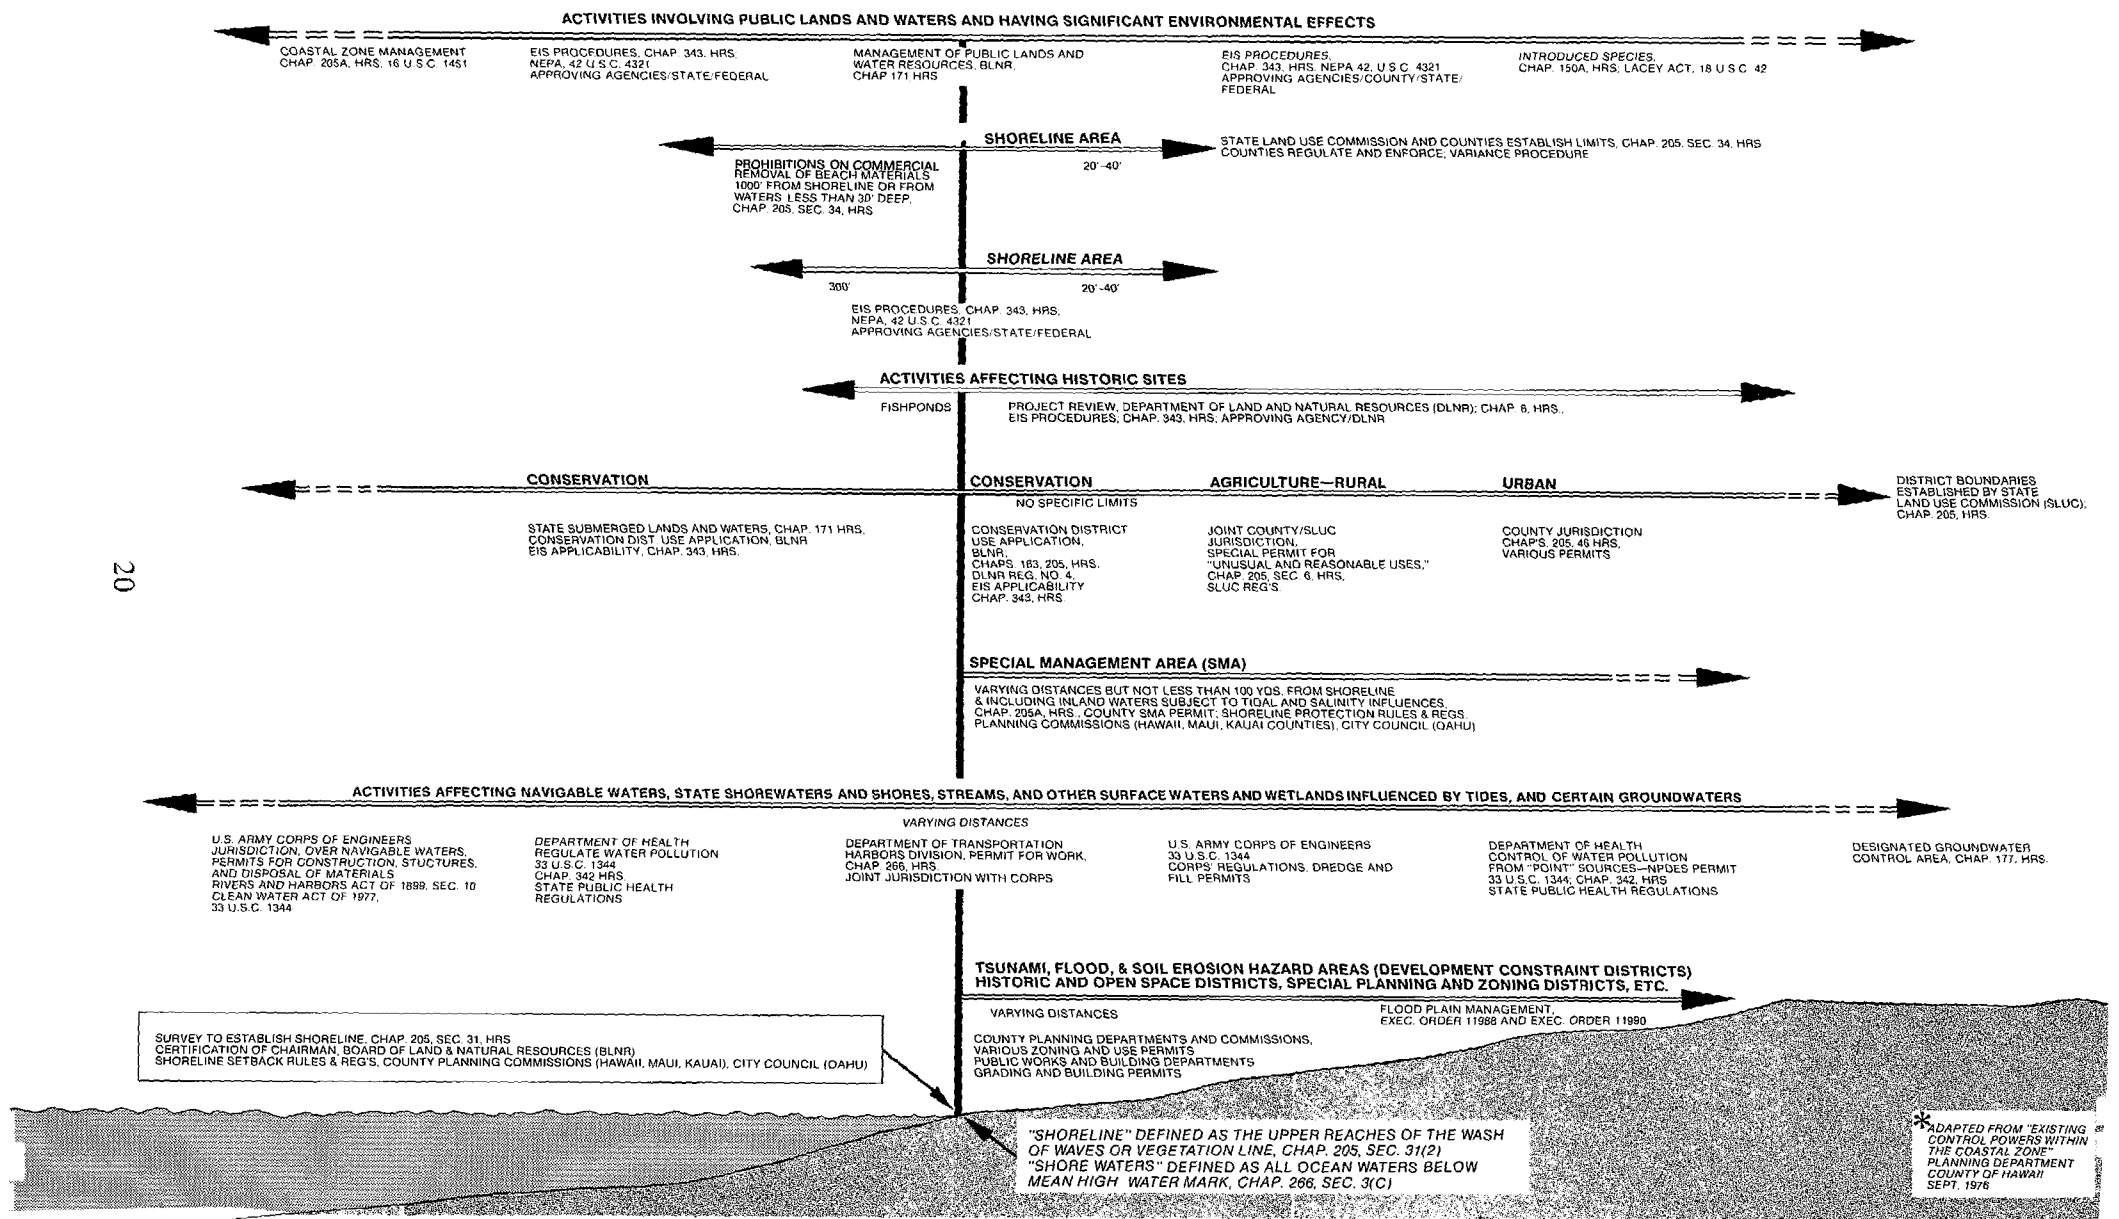 ACTIVITIES INVOLVING PUBLIC LANDS AND WATERS AND HAVING SIGNIFICANT ENVIRONMENTAL EFFECTS
COASTAL ZONE MANAGEMENT
CHAP. 205A, HRS, 16 U.S.C. 1451
EIS PROCEDURES, CHAP. 343, HRS,
NEPA, 42 U.S.C. 4321
APPROVING AGENCIES/STATE/FEDERAL
MANAGEMENT OF PUBLIC LANDS AND
WATER RESOURCES, BLNR,
CHAP 171 HRS
EIS PROCEDURES,
CHAP. 343, HRS, NEPA 42, U.S.C. 4321
APPROVING AGENCIES/COUNTY/STATE/
FEDERAL
INTRODUCED SPECIES,
CHAP. 150A, HRS; LACEY ACT, 18 U S C 42
SHORELINE AREA
20'-40'
PROHIBITIONS ON COMMERCIAL
REMOVAL OF BEACH MATERIALS
1000' FROM SHORELINE OR FROM
WATERS LESS THAN 30' DEEP,
CHAP. 205, SEC. 34, HRS
STATE LAND USE COMMISSION AND COUNTIES ESTABLISH LIMITS, CHAP. 205, SEC. 34, HRS
COUNTIES REGULATE AND ENFORCE; VARIANCE PROCEDURE
SHORELINE AREA
300'
20'-40'
EIS PROCEDURES, CHAP. 343, HRS,
NEPA, 42 U.S.C. 4321
APPROVING AGENCIES/STATE/FEDERAL
ACTIVITIES AFFECTING HISTORIC SITES
FISHPONDS
PROJECT REVIEW, DEPARTMENT OF LAND AND NATURAL RESOURCES (DLNR); CHAP. 6, HRS.,
EIS PROCEDURES; CHAP. 343, HRS; APPROVING AGENCY/DLNR
CONSERVATION
STATE SUBMERGED LANDS AND WATERS, CHAP. 171 HRS,
CONSERVATION DIST. USE APPLICATION, BLNR
EIS APPLICABILITY, CHAP. 343, HRS.
CONSERVATION
NO SPECIFIC LIMITS
CONSERVATION DISTRICT
USE APPLICATION,
BLNR,
CHAPS. 183, 205, HRS.
DLNR REG. NO. 4,
EIS APPLICABILITY
CHAP. 343, HRS.
AGRICULTURE—RURAL
JOINT COUNTY/SLUC
JURISDICTION,
SPECIAL PERMIT FOR
"UNUSUAL AND REASONABLE USES,"
CHAP. 205, SEC. 6, HRS,
SLUC REG'S.
URBAN
COUNTY JURISDICTION
CHAP'S. 205, 46 HRS,
VARIOUS PERMITS
DISTRICT BOUNDARIES
ESTABLISHED BY STATE
LAND USE COMMISSION (SLUC);
CHAP. 205, HRS.
20
SPECIAL MANAGEMENT AREA (SMA)
VARYING DISTANCES BUT NOT LESS THAN 100 YDS. FROM SHORELINE
& INCLUDING INLAND WATERS SUBJECT TO TIDAL AND SALINITY INFLUENCES,
CHAP. 205A, HRS., COUNTY SMA PERMIT; SHORELINE PROTECTION RULES & REGS.
PLANNING COMMISSIONS (HAWAII, MAUI, KAUAI COUNTIES), CITY COUNCIL (OAHU)
ACTIVITIES AFFECTING NAVIGABLE WATERS, STATE SHOREWATERS AND SHORES, STREAMS, AND OTHER SURFACE WATERS AND WETLANDS INFLUENCED BY TIDES, AND CERTAIN GROUNDWATERS
VARYING DISTANCES
U.S. ARMY CORPS OF ENGINEERS
JURISDICTION, OVER NAVIGABLE WATERS,
PERMITS FOR CONSTRUCTION, STUCTURES,
AND DISPOSAL OF MATERIALS
RIVERS AND HARBORS ACT OF 1899, SEC. 10
CLEAN WATER ACT OF 1977,
33 U.S.C. 1344
DEPARTMENT OF HEALTH
REGULATE WATER POLLUTION
33 U.S.C. 1344
CHAP. 342 HRS.
STATE PUBLIC HEALTH
REGULATIONS
DEPARTMENT OF TRANSPORTATION
HARBORS DIVISION, PERMIT FOR WORK,
CHAP. 266, HRS
JOINT JURISDICTION WITH CORPS
U.S. ARMY CORPS OF ENGINEERS
33 U.S.C. 1344
CORPS' REGULATIONS, DREDGE AND
FILL PERMITS
DEPARTMENT OF HEALTH
CONTROL OF WATER POLLUTION
FROM "POINT" SOURCES—NPDES PERMIT
33 U.S.C. 1344; CHAP. 342, HRS
STATE PUBLIC HEALTH REGULATIONS
DESIGNATED GROUNDWATER
CONTROL AREA, CHAP. 177, HRS.
TSUNAMI, FLOOD, & SOIL EROSION HAZARD AREAS (DEVELOPMENT CONSTRAINT DISTRICTS)
HISTORIC AND OPEN SPACE DISTRICTS, SPECIAL PLANNING AND ZONING DISTRICTS, ETC.
VARYING DISTANCES
FLOOD PLAIN MANAGEMENT,
EXEC. ORDER 11988 AND EXEC. ORDER 11990
COUNTY PLANNING DEPARTMENTS AND COMMISSIONS,
VARIOUS ZONING AND USE PERMITS
PUBLIC WORKS AND BUILDING DEPARTMENTS
GRADING AND BUILDING PERMITS
SURVEY TO ESTABLISH SHORELINE, CHAP. 205, SEC. 31, HRS
CERTIFICATION OF CHAIRMAN, BOARD OF LAND & NATURAL RESOURCES (BLNR)
SHORELINE SETBACK RULES & REG'S, COUNTY PLANNING COMMISSIONS (HAWAII, MAUI, KAUAI), CITY COUNCIL (OAHU)
"SHORELINE" DEFINED AS THE UPPER REACHES OF THE WASH
OF WAVES OR VEGETATION LINE, CHAP. 205, SEC. 31(2)
"SHORE WATERS" DEFINED AS ALL OCEAN WATERS BELOW
MEAN HIGH WATER MARK, CHAP. 266, SEC. 3(C)
*ADAPTED FROM "EXISTING
CONTROL POWERS WITHIN
THE COASTAL ZONE"
PLANNING DEPARTMENT
COUNTY OF HAWAII
SEPT. 1976